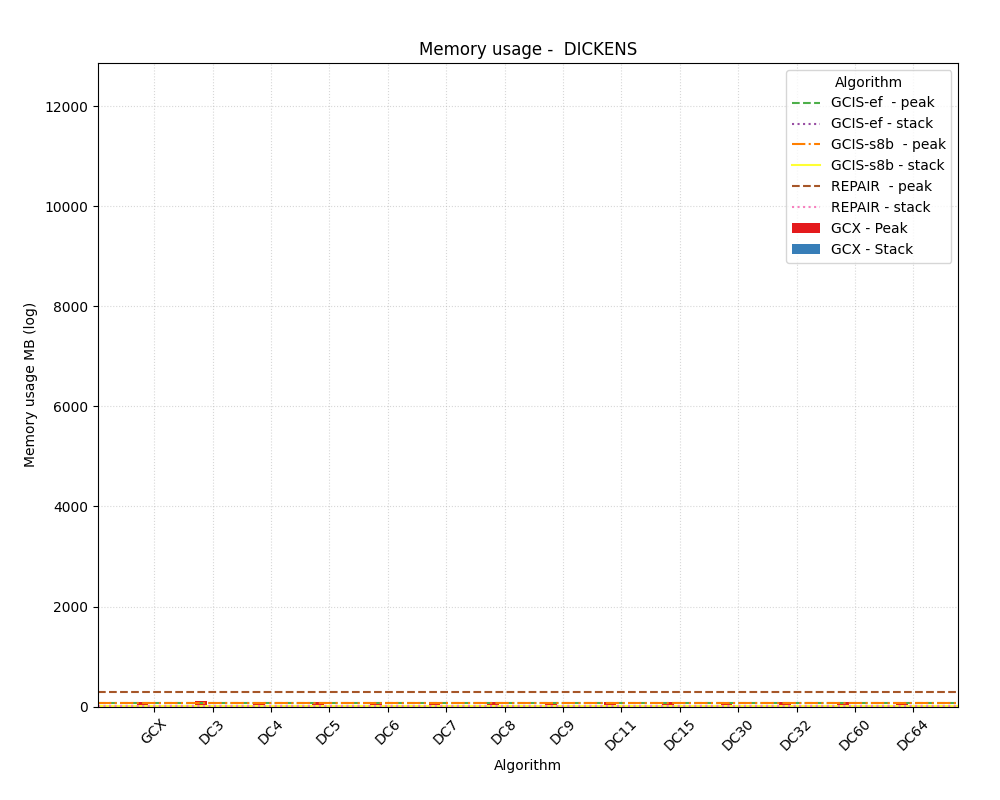 Memory usage -  DICKENS
Memory usage MB (log)
12000
10000
8000
6000
4000
2000
0
Algorithm
GCIS-ef  - peak
GCIS-ef - stack
GCIS-s8b  - peak
GCIS-s8b - stack
REPAIR  - peak
REPAIR - stack
GCX - Peak
GCX - Stack
GCX
DC3
DC4
DC5
DC6
DC7
DC8
DC9
DC11
DC15
DC30
DC32
DC60
DC64
Algorithm